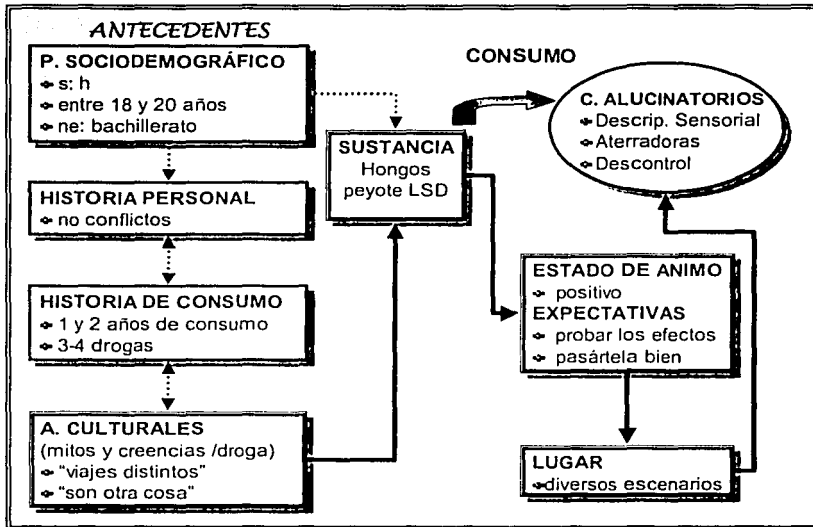 ANTECEDENTES
P. SOCIODEMOGRÁFICO
s: h
entre 18 y 20 años
ne: bachillerato
HISTORIA PERSONAL
no conflictos
HISTORIA DE CONSUMO
1 y 2 años de consumo
3-4 drogas
A. CULTURALES
(mitos y creencias /droga)
"viajes distintos"
"son otra cosa"
SUSTANCIA
Hongos
peyote LSD
CONSUMO
C. ALUCINATORIOS
Descrip. Sensorial
Aterradoras
Descontrol
ESTADO DE ANIMO
positivo
EXPECTATIVAS
probar los efectos
pasártela bien
LUGAR
diversos escenarios